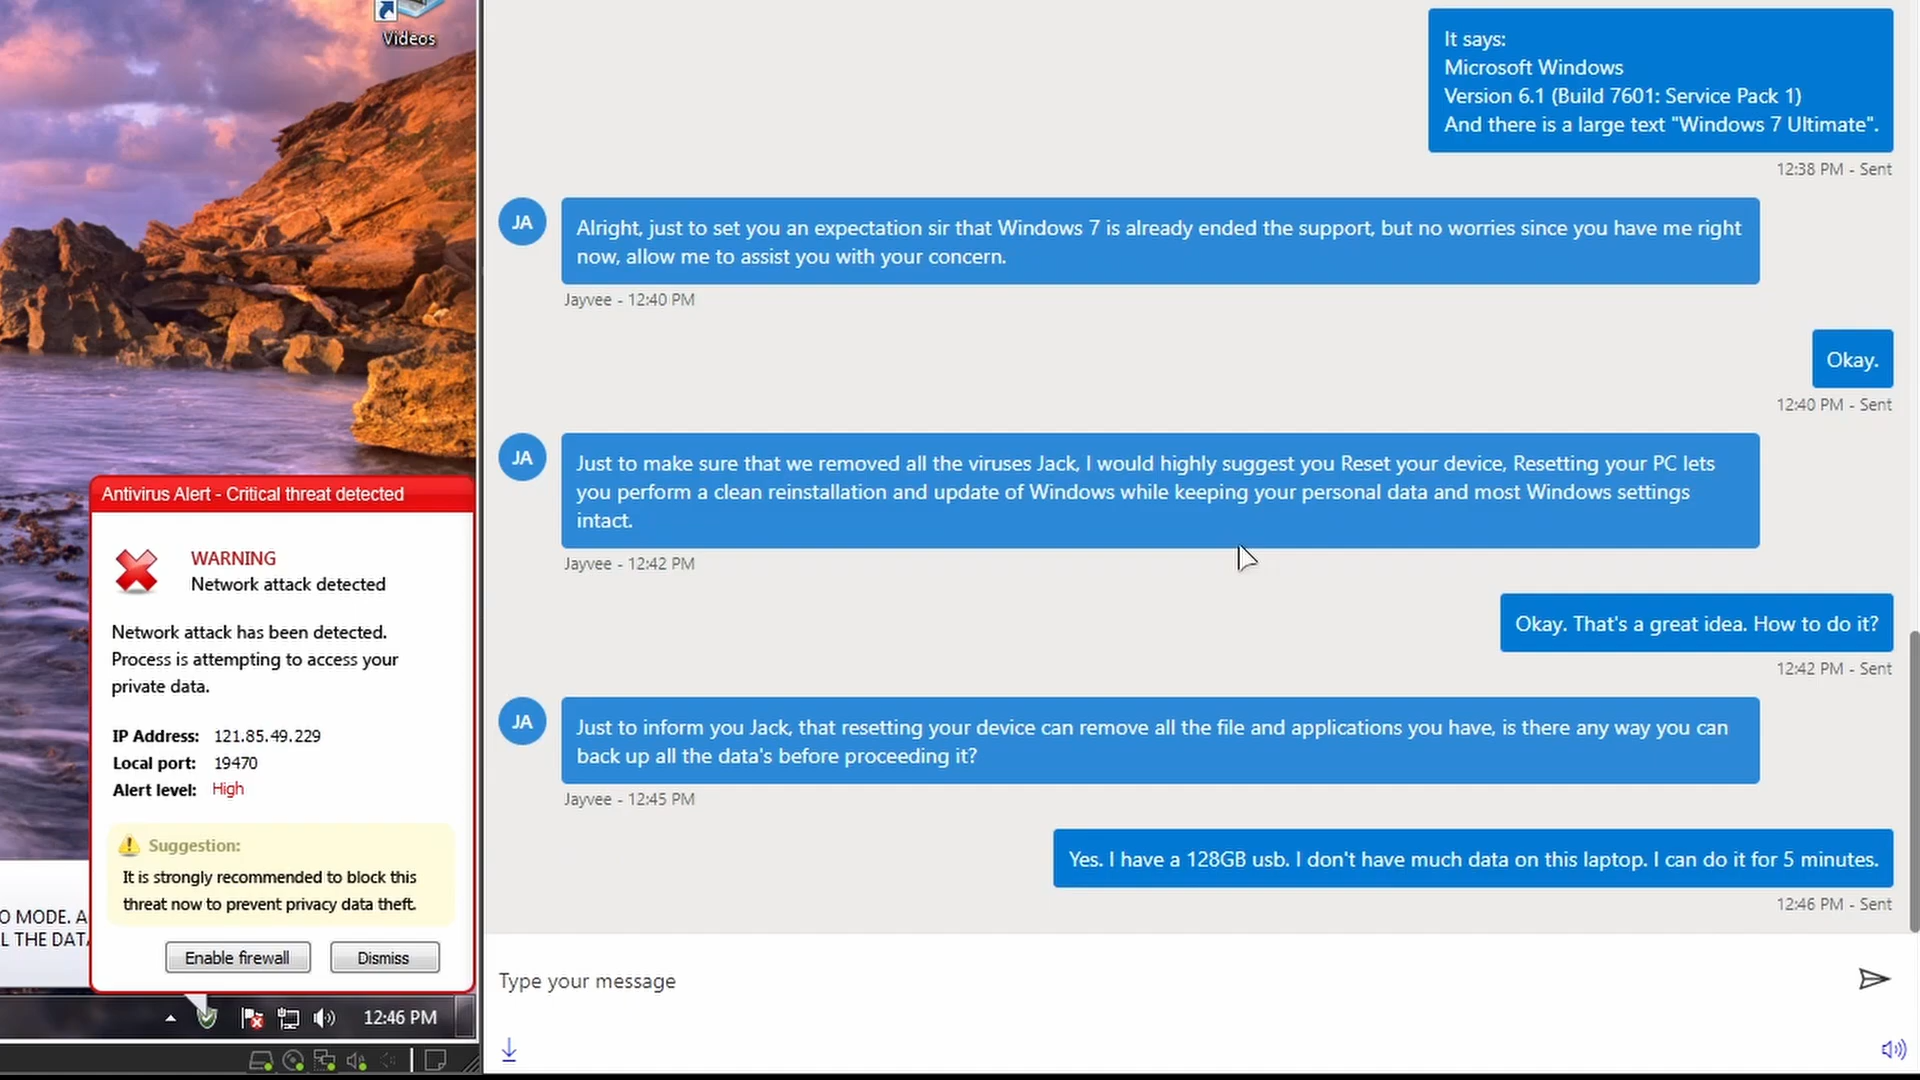 Videos
Antivirus Alert - Critical threat detected
WARNING
Network attack detected
Network attack has been detected.
Process is attempting to access your
private data.
IP Address: 121.85.49.229
Local port: 19470
Alert level: High
Suggestion:
It is strongly recommended to block this
threat now to prevent privacy data theft.
Enable firewall
Dismiss
O MODE. A
L THE DATA
12:46 PM
It says:
Microsoft Windows
Version 6.1 (Build 7601: Service Pack 1)
And there is a large text "Windows 7 Ultimate".
12:38 PM - Sent
JA
Alright, just to set you an expectation sir that Windows 7 is already ended the support, but no worries since you have me right
now, allow me to assist you with your concern.
Jayvee - 12:40 PM
Okay.
12:40 PM - Sent
JA
Just to make sure that we removed all the viruses Jack, I would highly suggest you Reset your device, Resetting your PC lets
you perform a clean reinstallation and update of Windows while keeping your personal data and most Windows settings
intact.
Jayvee - 12:42 PM
Okay. That's a great idea. How to do it?
12:42 PM - Sent
JA
Just to inform you Jack, that resetting your device can remove all the file and applications you have, is there any way you can
back up all the data's before proceeding it?
Jayvee - 12:45 PM
Yes. I have a 128GB usb. I don't have much data on this laptop. I can do it for 5 minutes.
12:46 PM - Sent
Type your message